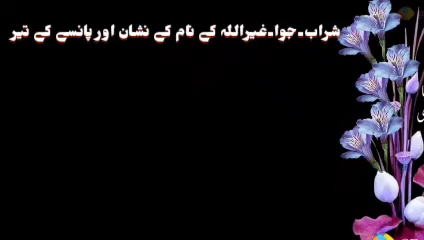 شراب۔جوا۔غیراللہ کے نام کے نشان اور پانسے کے تیر